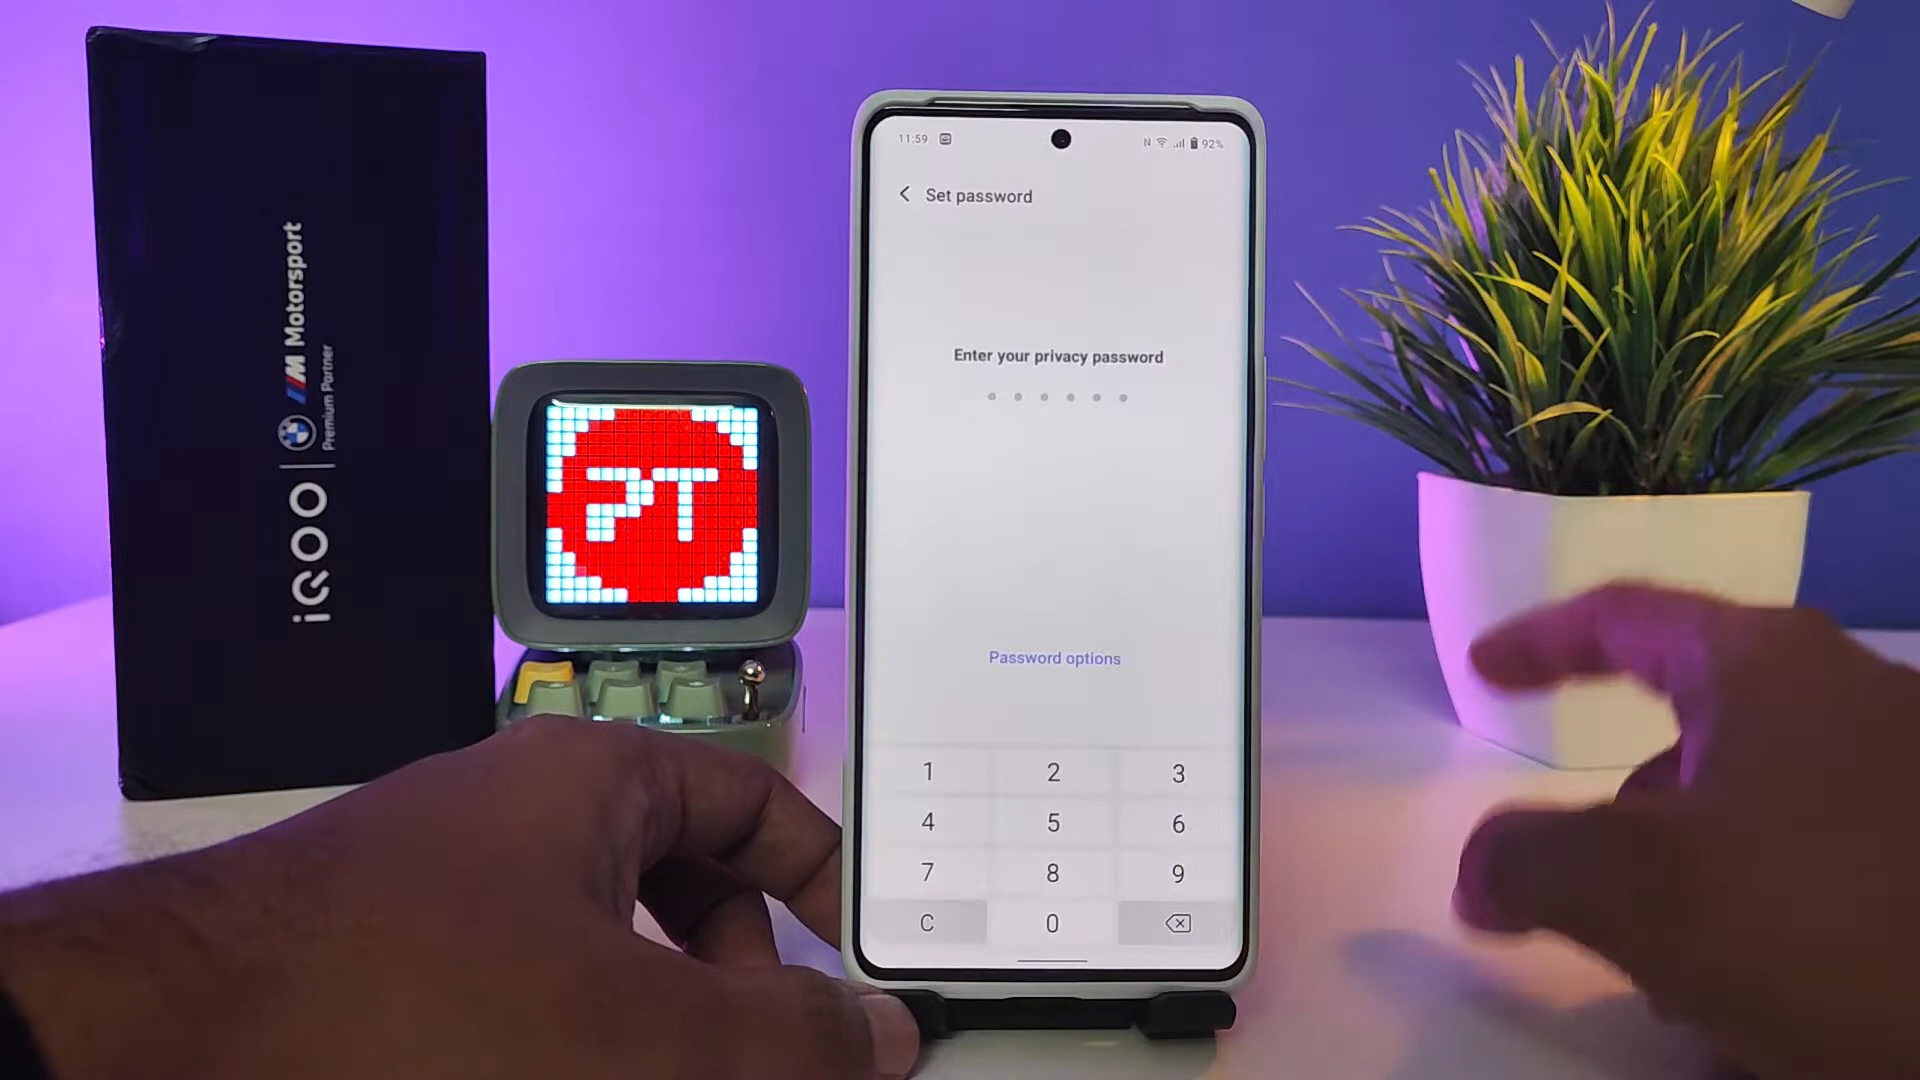 iQOO | M Motorsport
Premium Partner
PT
11:59
N 92%
Set password
Enter your privacy password
Password options
1 2 3
4 5 6
7 8 9
C 0